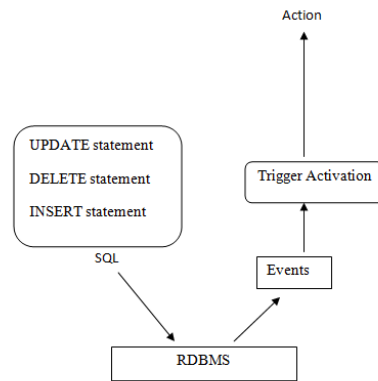 Action
UPDATE statement
DELETE statement
INSERT statement
SQL
Trigger Activation
Events
RDBMS